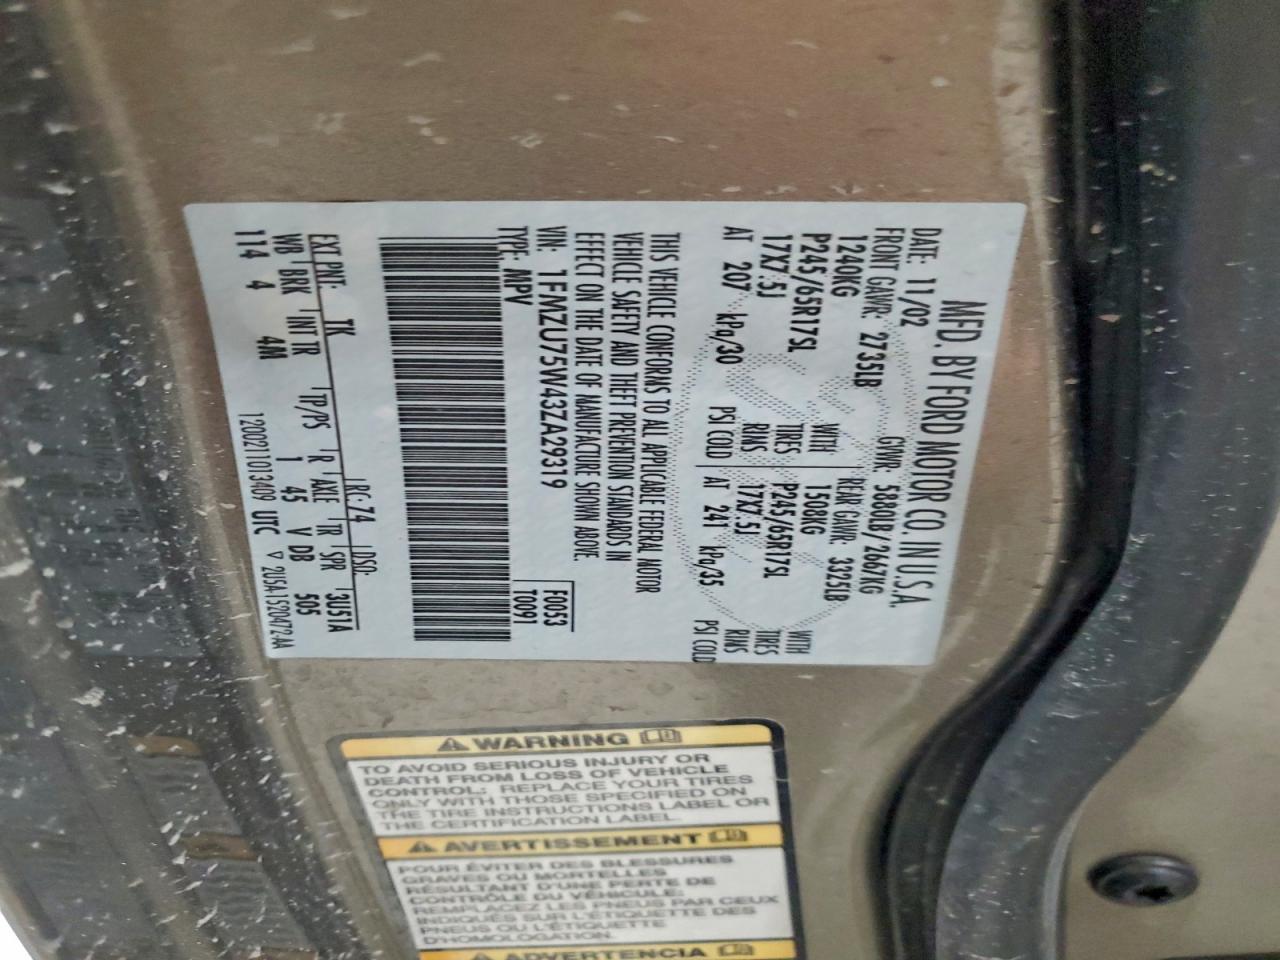 MFD. BY FORD MOTOR CO. IN U.S.A.
DATE: 11/02 GVWR: 5880LB/ 2667KG
FRONT GAWR: 2735LB REAR GAWR: 3325LB
1240KG WITH 1508KG WITH
P245/65R17SL TIRES P245/65R17SL TIRES
17X7.5J RIMS 17X7.5J RIMS
AT 207 kPa/30 PSI COLD AT 241 kPa/35 PSI COLD
THIS VEHICLE CONFORMS TO ALL APPLICABLE FEDERAL MOTOR
VEHICLE SAFETY AND THEFT PREVENTION STANDARDS IN
EFFECT ON THE DATE OF MANUFACTURE SHOWN ABOVE.
VIN: 1FMZU75W43ZA29319 F0053
TYPE: MPV T0091
EXT PNT: TK RC: 74 DSO: 3U51A
WB BRK INT TR TP/PS R AXLE TR SPR
114 4 4M 1 45 V DB 505
120021013409 UTC ▽ 2U5A 1520472 AA
WARNING
TO AVOID SERIOUS INJURY OR
DEATH FROM LOSS OF VEHICLE
CONTROL: REPLACE YOUR TIRES
ONLY WITH THOSE SPECIFIED ON
THE TIRE INSTRUCTIONS LABEL OR
THE CERTIFICATION LABEL.
AVERTISSEMENT
POUR ÉVITER DES BLESSURES
GRAVES OU MORTELLES
RÉSULTANT D'UNE PERTE DE
CONTRÔLE DU VÉHICULE:
REMPLACEZ LES PNEUS PAR CEUX
INDIQUÉS SUR L'ÉTIQUETTE DES
PNEUS OU L'ÉTIQUETTE
D'HOMOLOGATION.
ADVERTENCIA